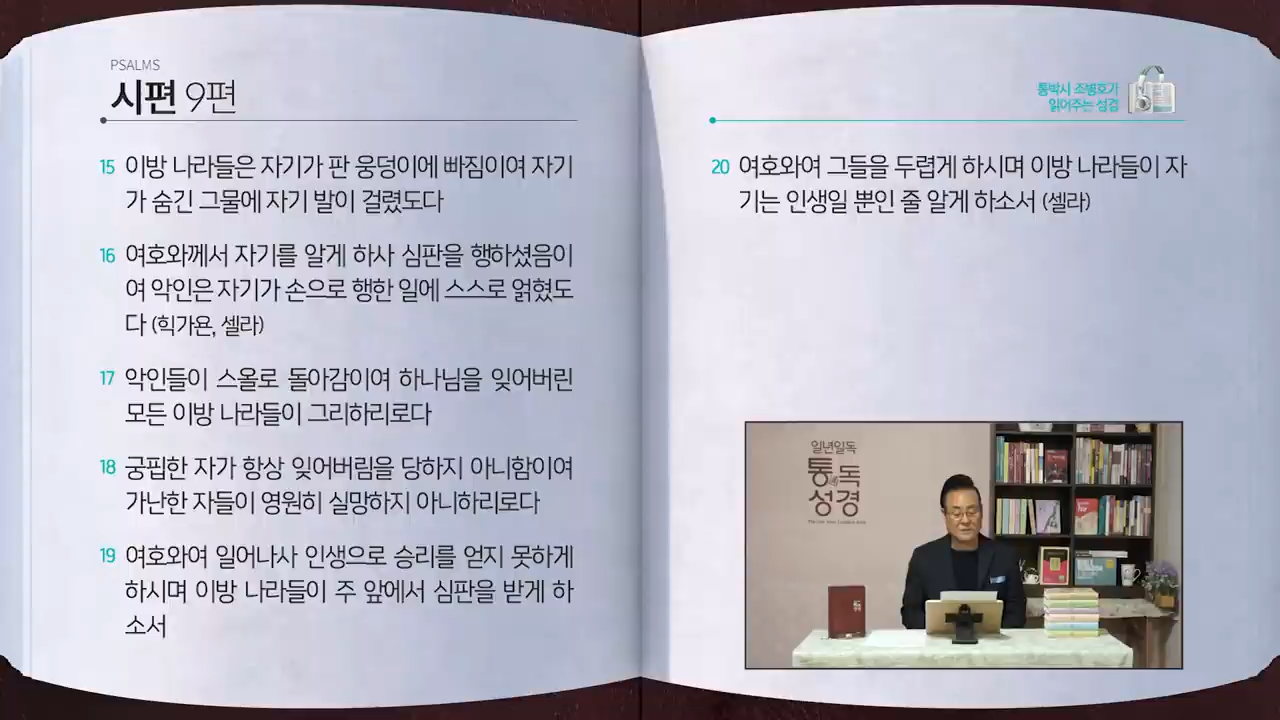 PSALMS
시편 9편
15 이방 나라들은 자기가 판 웅덩이에 빠짐이여 자기
가 숨긴 그물에 자기 발이 걸렸도다
16 여호와께서 자기를 알게 하사 심판을 행하셨음이
여 악인은 자기가 손으로 행한 일에 스스로 얽혔도
다 (힉가욘, 셀라)
17 악인들이 스올로 돌아감이여 하나님을 잊어버린
모든 이방 나라들이 그리하리로다
18 궁핍한 자가 항상 잊어버림을 당하지 아니함이여
가난한 자들이 영원히 실망하지 아니하리로다
19 여호와여 일어나사 인생으로 승리를 얻지 못하게
하시며 이방 나라들이 주 앞에서 심판을 받게 하
소서
통박사 조병호가
읽어주는 성경
20 여호와여 그들을 두렵게 하시며 이방 나라들이 자
기는 인생일 뿐인 줄 알게 하소서 (셀라)
일년일독
통독
성경